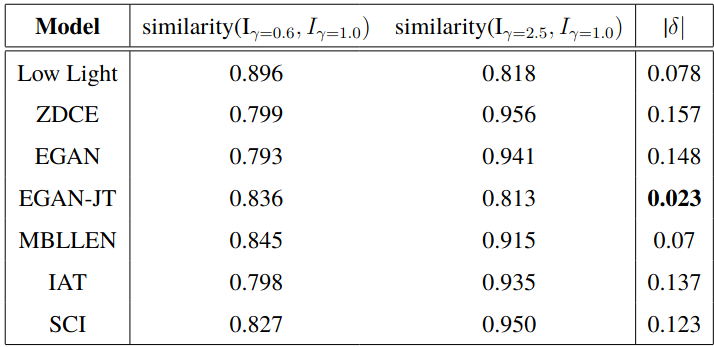 Model similarity(I_{γ=0.6}, I_{γ=1.0}) similarity(I_{γ=2.5}, I_{γ=1.0}) |δ|
Low Light 0.896 0.818 0.078
ZDCE 0.799 0.956 0.157
EGAN 0.793 0.941 0.148
EGAN-JT 0.836 0.813 0.023
MBLLEN 0.845 0.915 0.07
IAT 0.798 0.935 0.137
SCI 0.827 0.950 0.123